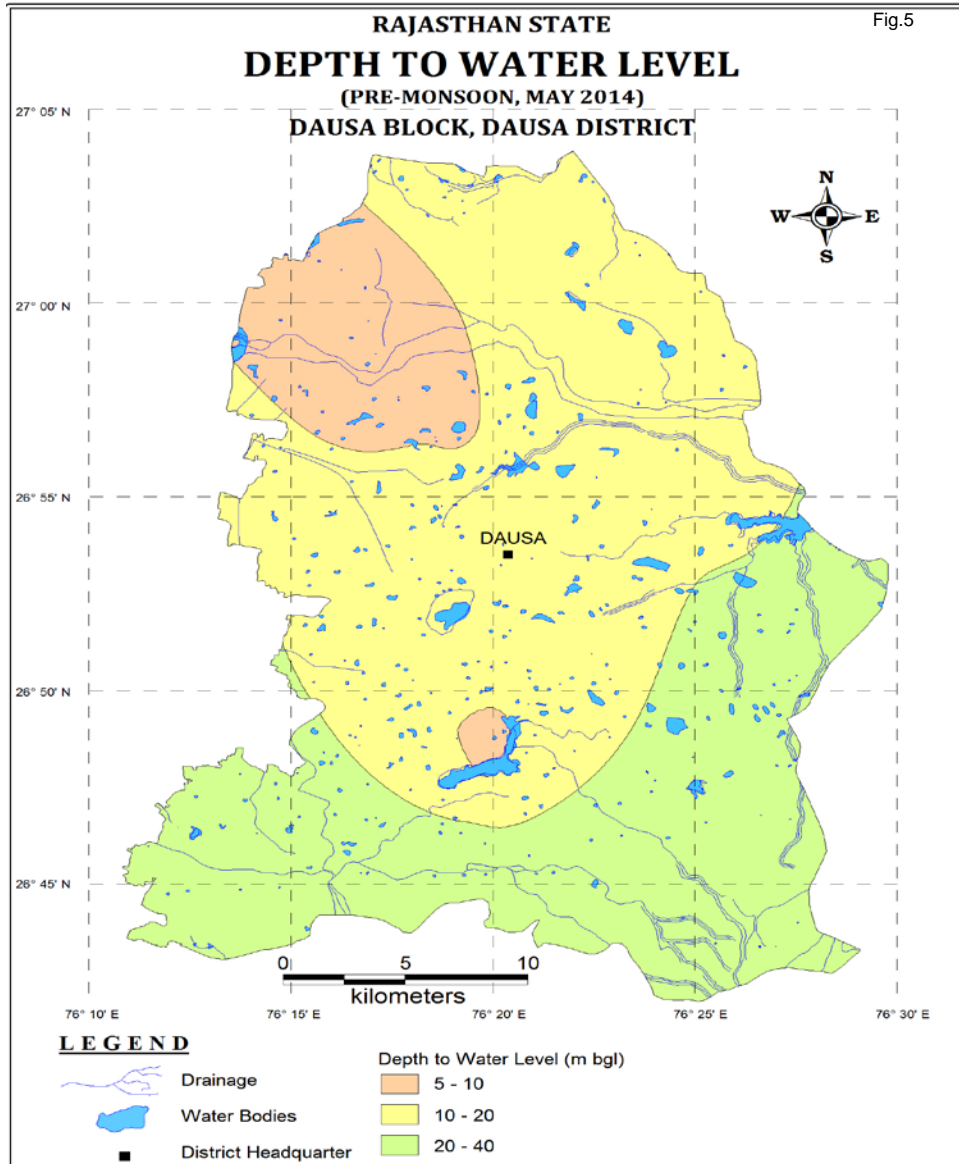 Fig.5
RAJASTHAN STATE
DEPTH TO WATER LEVEL
(PRE-MONSOON, MAY 2014)
DAUSA BLOCK, DAUSA DISTRICT
27° 05' N
N
W E
S
27° 00' N
26° 55' N
DAUSA
26° 50' N
26° 45' N
0 5 10
kilometers
76° 10' E 76° 15' E 76° 20' E 76° 25' E 76° 30' E
LEGEND
Depth to Water Level (m bgl)
Drainage
5 - 10
Water Bodies
10 - 20
District Headquarter
20 - 40